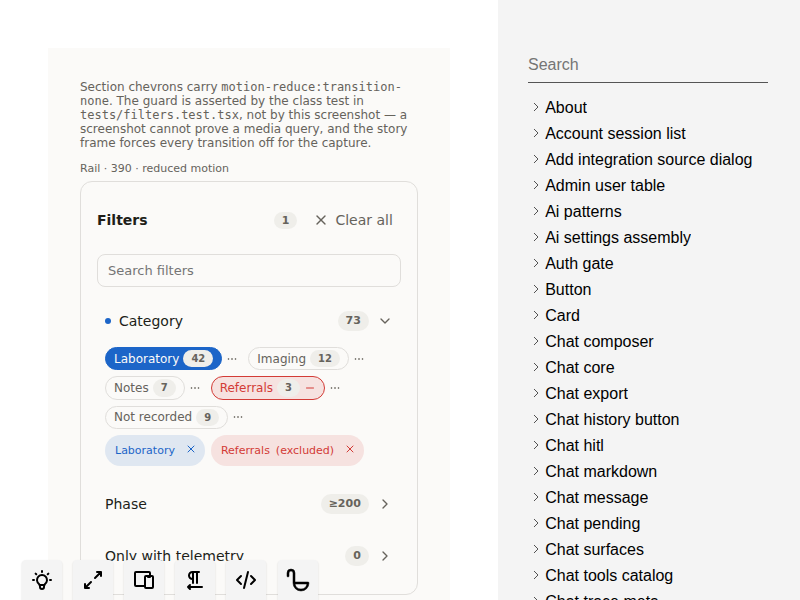 Section chevrons carry motion-reduce:transition-
none. The guard is asserted by the class test in
tests/filters.test.tsx, not by this screenshot — a
screenshot cannot prove a media query, and the story
frame forces every transition off for the capture.
Rail · 390 · reduced motion
Filters
1
Clear all
Search filters
Category
73
Laboratory 42 ···
Imaging 12 ···
Notes 7 ···
Referrals 3 − ···
Not recorded 9 ···
Laboratory ×
Referrals (excluded) ×
Phase
≥200
Only with telemetry
0
Search
About
Account session list
Add integration source dialog
Admin user table
Ai patterns
Ai settings assembly
Auth gate
Button
Card
Chat composer
Chat core
Chat export
Chat history button
Chat hitl
Chat markdown
Chat message
Chat pending
Chat surfaces
Chat tools catalog